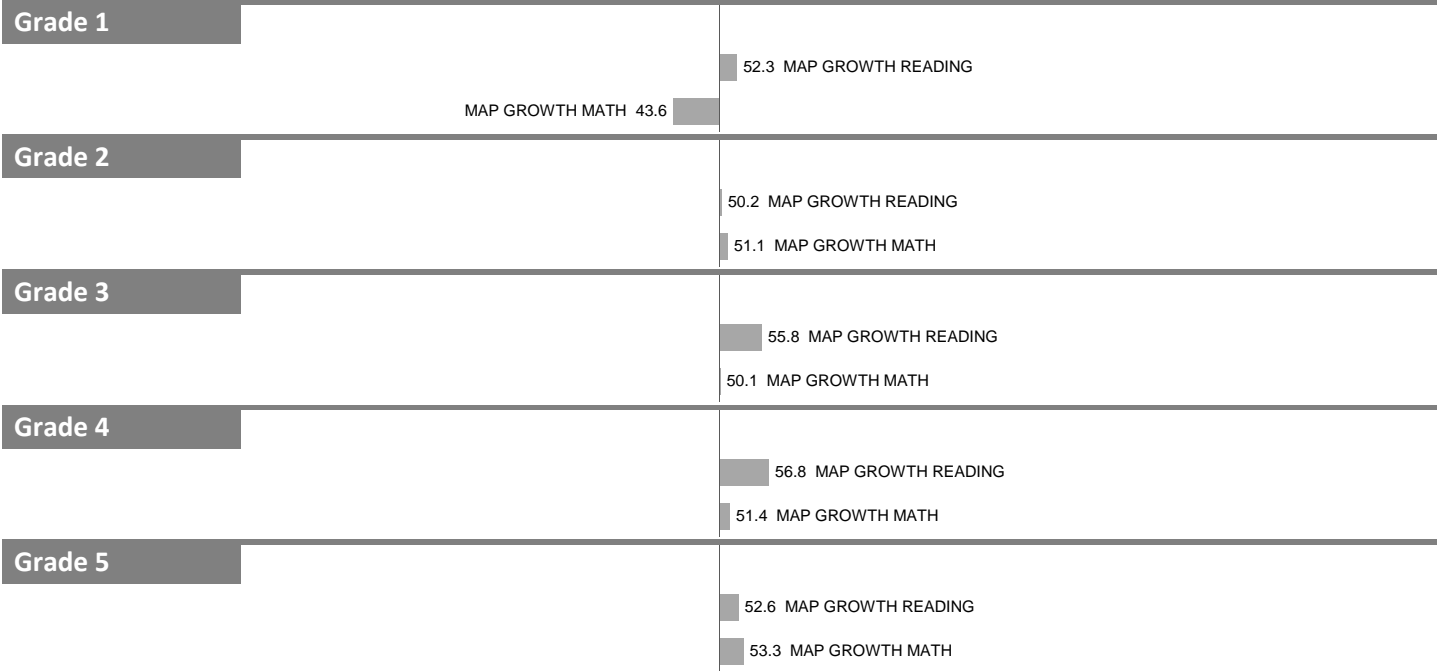 Grade 1
52.3 MAP GROWTH READING
MAP GROWTH MATH 43.6
Grade 2
50.2 MAP GROWTH READING
51.1 MAP GROWTH MATH
Grade 3
55.8 MAP GROWTH READING
50.1 MAP GROWTH MATH
Grade 4
56.8 MAP GROWTH READING
51.4 MAP GROWTH MATH
Grade 5
52.6 MAP GROWTH READING
53.3 MAP GROWTH MATH